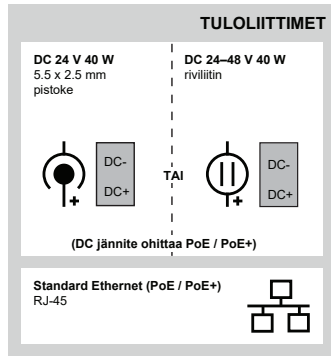 TULOLIITTIMET
DC 24 V 40 W
5.5 x 2.5 mm
pistoke
DC-
DC+
+
TAI
DC 24–48 V 40 W
riviliitin
DC-
DC+
+
(DC jännite ohittaa PoE / PoE+)
Standard Ethernet (PoE / PoE+)
RJ-45